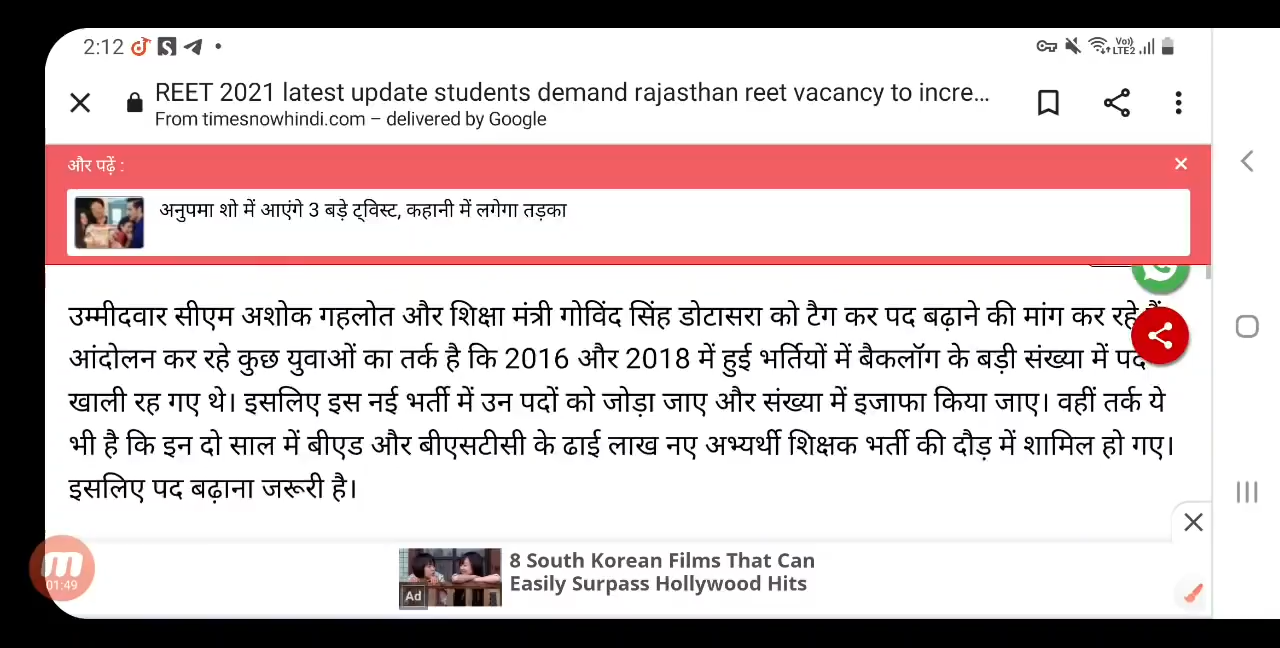 2:12
Vo))
LTE2
REET 2021 latest update students demand rajasthan reet vacancy to incre...
From timesnowhindi.com – delivered by Google
और पढ़ें :
अनुपमा शो में आएंगे 3 बड़े ट्विस्ट, कहानी में लगेगा तड़का
उम्मीदवार सीएम अशोक गहलोत और शिक्षा मंत्री गोविंद सिंह डोटासरा को टैग कर पद बढ़ाने की मांग कर रहे
आंदोलन कर रहे कुछ युवाओं का तर्क है कि 2016 और 2018 में हुई भर्तियों में बैकलॉग के बड़ी संख्या में पद
खाली रह गए थे। इसलिए इस नई भर्ती में उन पदों को जोड़ा जाए और संख्या में इजाफा किया जाए। वहीं तर्क ये
भी है कि इन दो साल में बीएड और बीएसटीसी के ढाई लाख नए अभ्यर्थी शिक्षक भर्ती की दौड़ में शामिल हो गए।
इसलिए पद बढ़ाना जरूरी है।
01:49
Ad
8 South Korean Films That Can
Easily Surpass Hollywood Hits